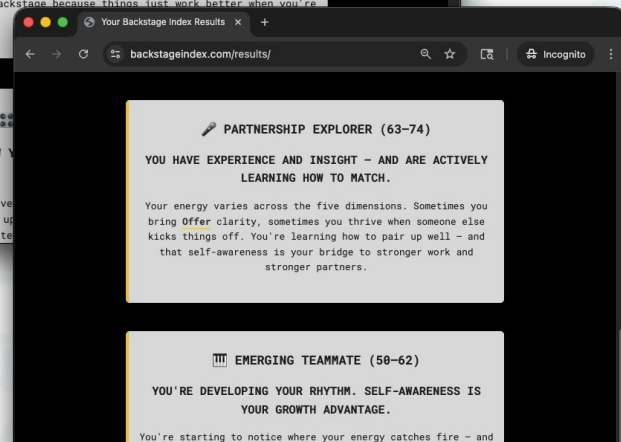 ackstage because things just work better when you're
Your Backstage Index Results
backstageindex.com/results/
Incognito
PARTNERSHIP EXPLORER (63–74)
YOU HAVE EXPERIENCE AND INSIGHT – AND ARE ACTIVELY
LEARNING HOW TO MATCH.
Your energy varies across the five dimensions. Sometimes you
bring Offer clarity, sometimes you thrive when someone else
kicks things off. You're learning how to pair up well – and
that self-awareness is your bridge to stronger work and
stronger partners.
EMERGING TEAMMATE (50–62)
YOU'RE DEVELOPING YOUR RHYTHM. SELF-AWARENESS IS
YOUR GROWTH ADVANTAGE.
You're starting to notice where your energy catches fire – and